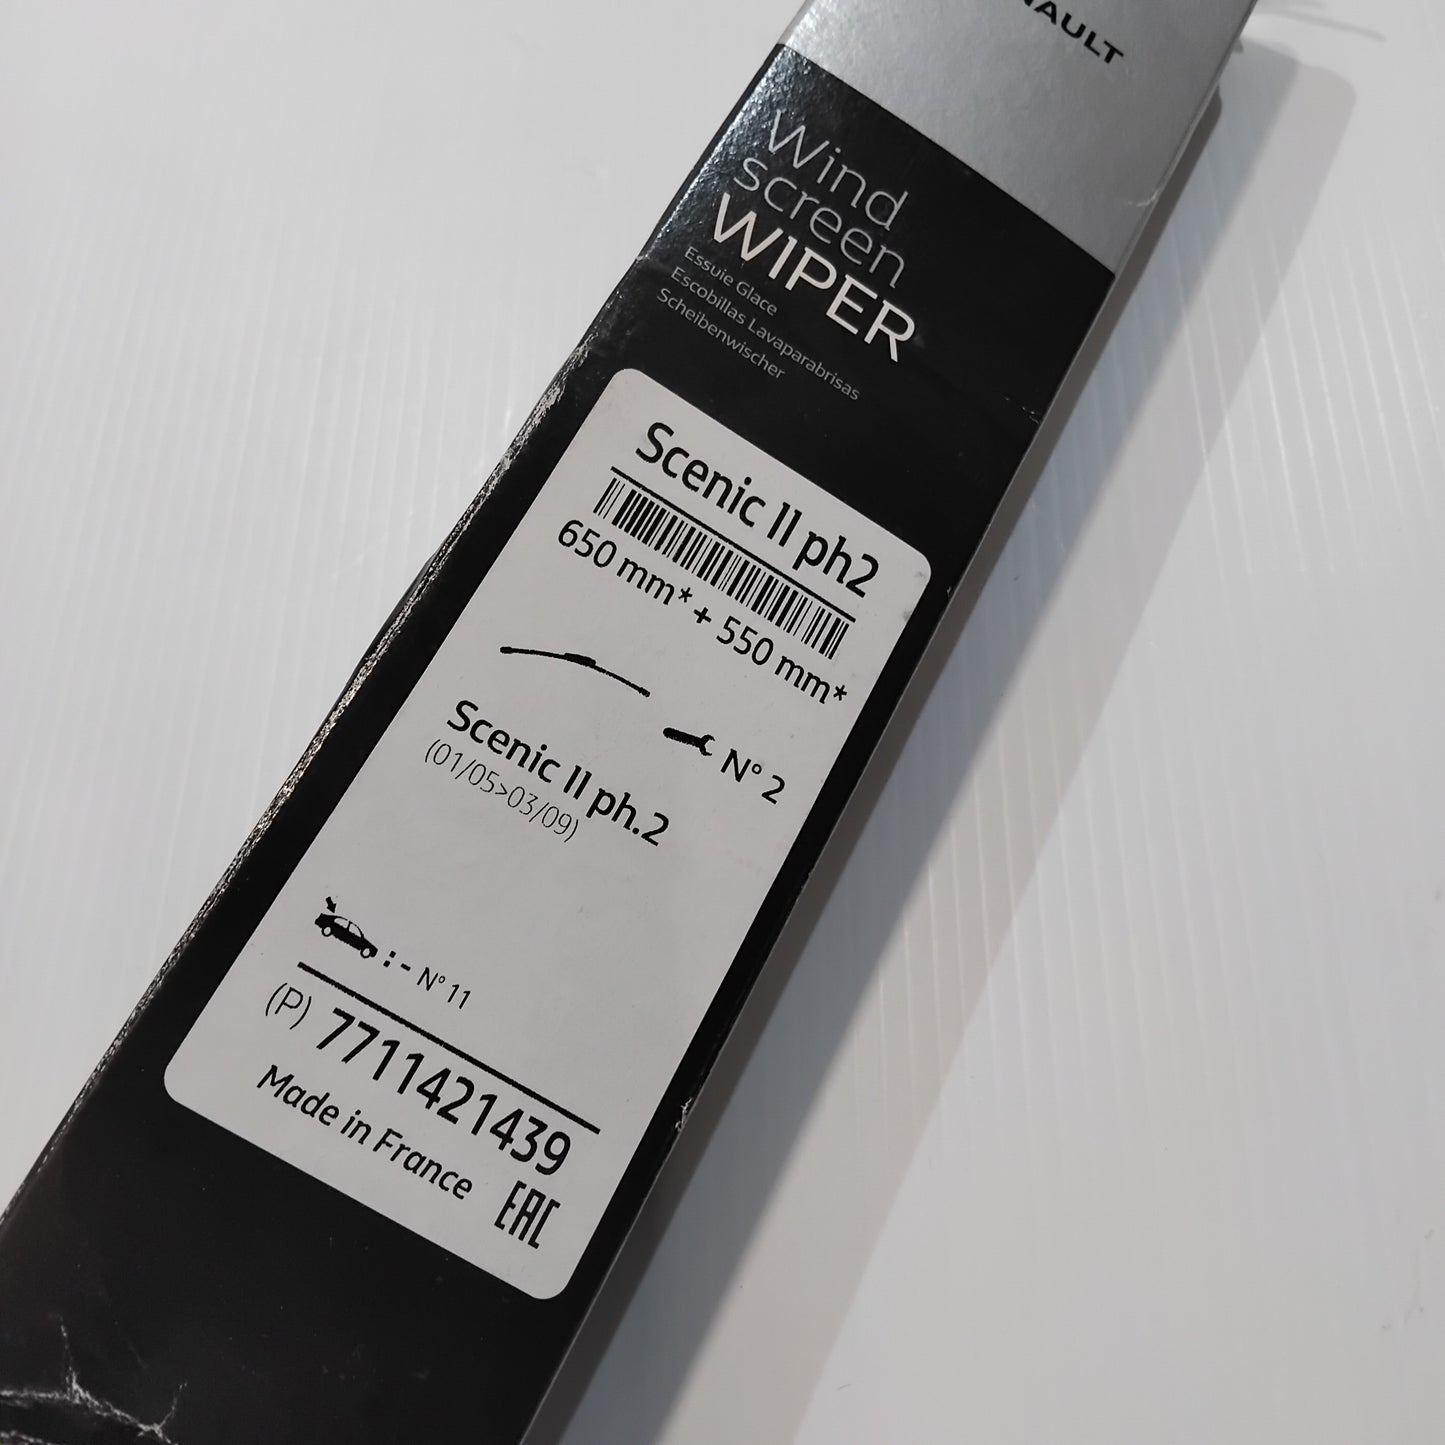 NAULT
Wind
screen
WIPER
Essuie Glace
Escobillas Lavaparabrisas
Scheibenwischer
Scenic II ph2
650 mm* + 550 mm*
N° 2
Scenic II ph.2
(01/05>03/09)
: - N° 11
(P) 7711421439
Made in France EAC